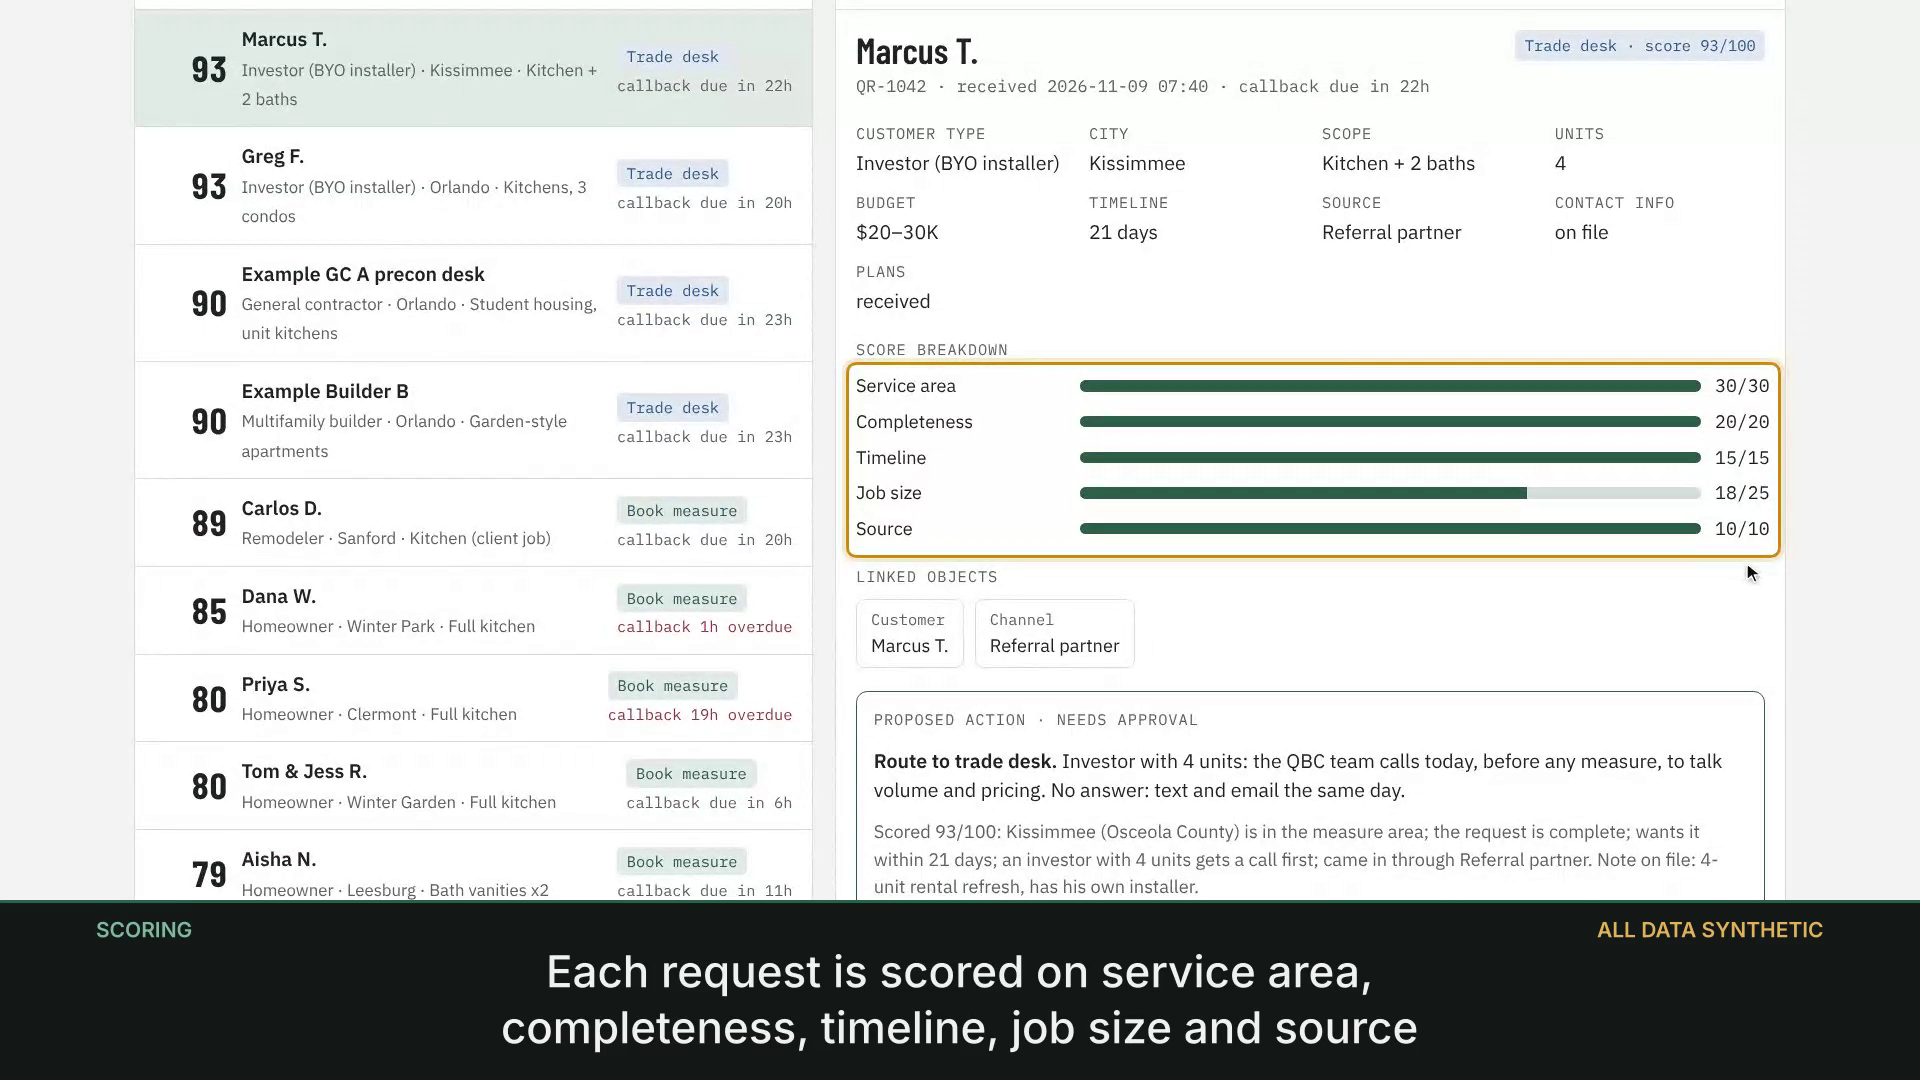 93
Marcus T.
Investor (BYO installer) · Kissimmee · Kitchen +
2 baths
Trade desk
callback due in 22h
93
Greg F.
Investor (BYO installer) · Orlando · Kitchens, 3
condos
Trade desk
callback due in 20h
90
Example GC A precon desk
General contractor · Orlando · Student housing,
unit kitchens
Trade desk
callback due in 23h
90
Example Builder B
Multifamily builder · Orlando · Garden-style
apartments
Trade desk
callback due in 23h
89
Carlos D.
Remodeler · Sanford · Kitchen (client job)
Book measure
callback due in 20h
85
Dana W.
Homeowner · Winter Park · Full kitchen
Book measure
callback 1h overdue
80
Priya S.
Homeowner · Clermont · Full kitchen
Book measure
callback 19h overdue
80
Tom & Jess R.
Homeowner · Winter Garden · Full kitchen
Book measure
callback due in 6h
79
Aisha N.
Homeowner · Leesburg · Bath vanities x2
Book measure
callback due in 11h
Marcus T.
Trade desk · score 93/100
QR-1042 · received 2026-11-09 07:40 · callback due in 22h
CUSTOMER TYPE
Investor (BYO installer)
CITY
Kissimmee
SCOPE
Kitchen + 2 baths
UNITS
4
BUDGET
$20–30K
TIMELINE
21 days
SOURCE
Referral partner
CONTACT INFO
on file
PLANS
received
SCORE BREAKDOWN
Service area 30/30
Completeness 20/20
Timeline 15/15
Job size 18/25
Source 10/10
LINKED OBJECTS
Customer
Marcus T.
Channel
Referral partner
PROPOSED ACTION · NEEDS APPROVAL
Route to trade desk. Investor with 4 units: the QBC team calls today, before any measure, to talk
volume and pricing. No answer: text and email the same day.
Scored 93/100: Kissimmee (Osceola County) is in the measure area; the request is complete; wants it
within 21 days; an investor with 4 units gets a call first; came in through Referral partner. Note on file: 4-
unit rental refresh, has his own installer.
SCORING
ALL DATA SYNTHETIC
Each request is scored on service area,
completeness, timeline, job size and source